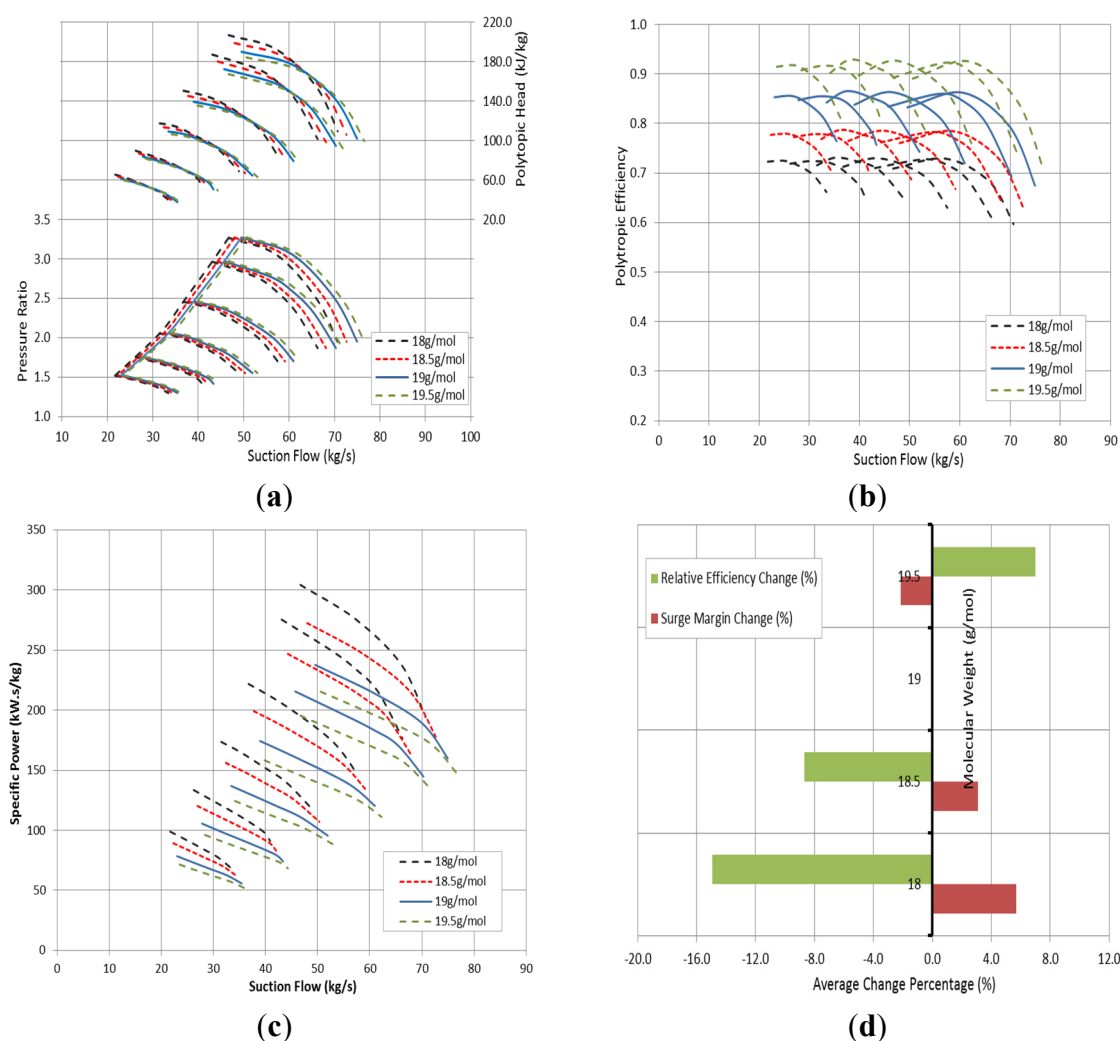 220.0
180.0
140.0
100.0
60.0
20.0
Polytopic Head (kJ/kg)
3.5
3.0
2.5
2.0
1.5
1.0
Pressure Ratio
18g/mol
18.5g/mol
19g/mol
19.5g/mol
10 20 30 40 50 60 70 80 90 100
Suction Flow (kg/s)
(a)
1.0
0.9
0.8
0.7
0.6
0.5
0.4
0.3
0.2
Polytropic Efficiency
18g/mol
18.5g/mol
19g/mol
19.5g/mol
0 10 20 30 40 50 60 70 80 90
Suction Flow (kg/s)
(b)
350
300
250
200
150
100
50
0
Specific Power (kW.s/kg)
18g/mol
18.5g/mol
19g/mol
19.5g/mol
0 10 20 30 40 50 60 70 80 90
Suction Flow (kg/s)
(c)
Relative Efficiency Change (%)
Surge Margin Change (%)
19.5
19
18.5
18
Molecular Weight (g/mol)
-20.0 -16.0 -12.0 -8.0 -4.0 0.0 4.0 8.0 12.0
Average Change Percentage (%)
(d)